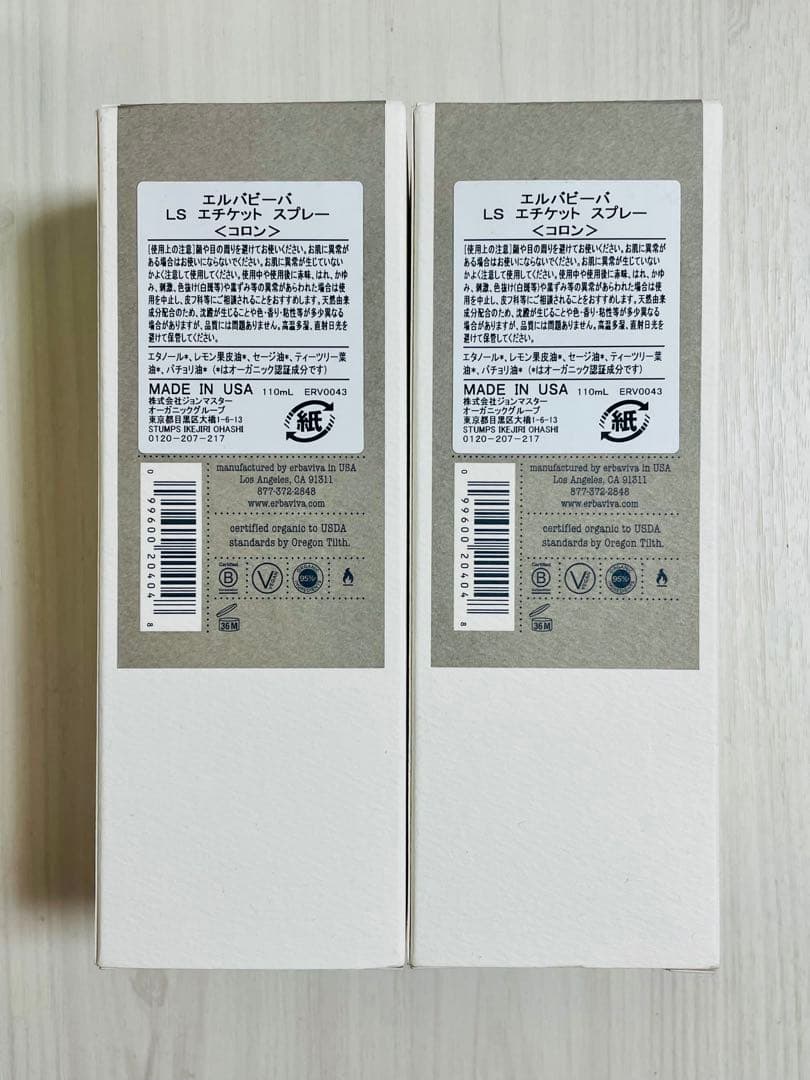 エルバビーバ
LS エチケット スプレー
<コロン>
[使用上の注意]傷や目の周りを避けてお使いください。お肌に異常が
ある場合はお使いにならないでください。お肌に異常が生じていない
かよく注意して使用してください。使用中や使用後に赤味、はれ、かゆ
み、刺激、色抜け(白斑等)や黒ずみ等の異常があらわれた場合は使
用を中止し、皮フ科等にご相談されることをおすすめします。天然由来
成分配合のため、沈殿が生じることや色・香り・粘性等が多少異なる
場合がありますが、品質には問題ありません。高温多湿、直射日光を
避けて保管してください。
エタノール*、レモン果皮油*、セージ油*、ティーツリー葉
油*、パチョリ油* (*はオーガニック認証成分です)
MADE IN USA 110mL ERV0043
株式会社ジョンマスター
オーガニックグループ
東京都目黒区大橋1-6-13
STUMPS IKEJIRI OHASHI
0120-207-217
紙
manufactured by erbaviva in USA
Los Angeles, CA 91311
877-372-2848
www.erbaviva.com
certified organic to USDA
standards by Oregon Tilth.
0 99600 20404 8
Certified
B
V
VEGAN
ORGANIC
95%
36M
エルバビーバ
LS エチケット スプレー
<コロン>
[使用上の注意]傷や目の周りを避けてお使いください。お肌に異常が
ある場合はお使いにならないでください。お肌に異常が生じていない
かよく注意して使用してください。使用中や使用後に赤味、はれ、かゆ
み、刺激、色抜け(白斑等)や黒ずみ等の異常があらわれた場合は使
用を中止し、皮フ科等にご相談されることをおすすめします。天然由来
成分配合のため、沈殿が生じることや色・香り・粘性等が多少異なる
場合がありますが、品質には問題ありません。高温多湿、直射日光を
避けて保管してください。
エタノール*、レモン果皮油*、セージ油*、ティーツリー葉
油*、パチョリ油* (*はオーガニック認証成分です)
MADE IN USA 110mL ERV0043
株式会社ジョンマスター
オーガニックグループ
東京都目黒区大橋1-6-13
STUMPS IKEJIRI OHASHI
0120-207-217
紙
manufactured by erbaviva in USA
Los Angeles, CA 91311
877-372-2848
www.erbaviva.com
certified organic to USDA
standards by Oregon Tilth.
0 99600 20404 8
Certified
B
V
VEGAN
ORGANIC
95%
36M